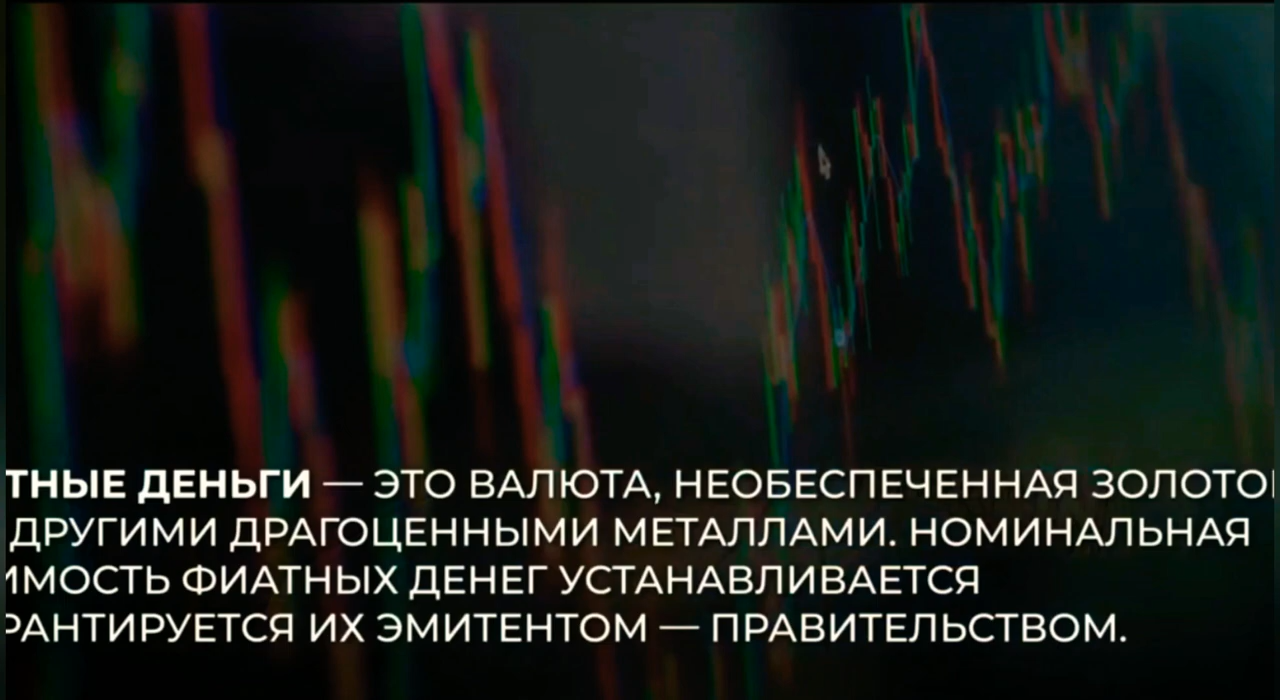 ТНЫЕ ДЕНЬГИ — ЭТО ВАЛЮТА, НЕОБЕСПЕЧЕННАЯ ЗОЛОТО
ДРУГИМИ ДРАГОЦЕННЫМИ МЕТАЛЛАМИ. НОМИНАЛЬНАЯ
ИМОСТЬ ФИАТНЫХ ДЕНЕГ УСТАНАВЛИВАЕТСЯ
РАНТИРУЕТСЯ ИХ ЭМИТЕНТОМ — ПРАВИТЕЛЬСТВОМ.